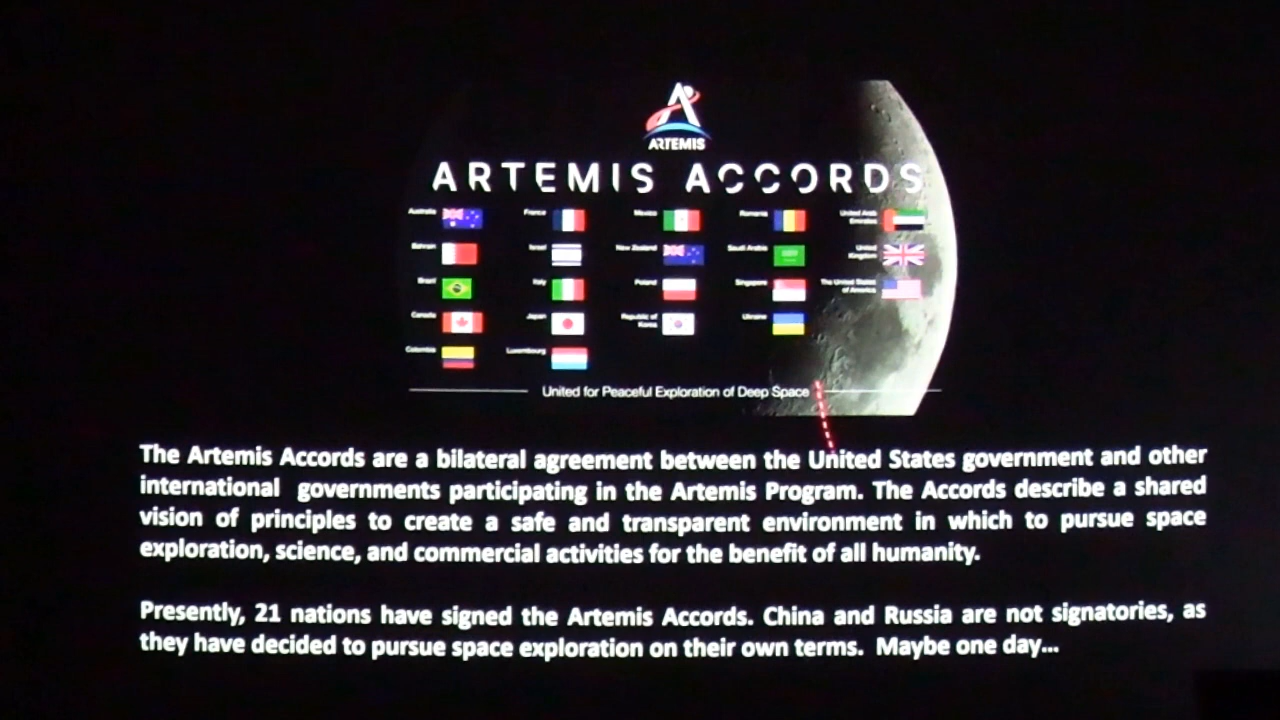 ARTEMIS
ARTEMIS ACCORDS
Australia France Mexico Romania United Arab
Emirates
Bahrain Israel New Zealand Saudi Arabia United
Kingdom
Brazil Italy Poland Singapore The United States
of America
Canada Japan Republic of
Korea Ukraine
Colombia Luxembourg
United for Peaceful Exploration of Deep Space
The Artemis Accords are a bilateral agreement between the United States government and other
international governments participating in the Artemis Program. The Accords describe a shared
vision of principles to create a safe and transparent environment in which to pursue space
exploration, science, and commercial activities for the benefit of all humanity.
Presently, 21 nations have signed the Artemis Accords. China and Russia are not signatories, as
they have decided to pursue space exploration on their own terms. Maybe one day...